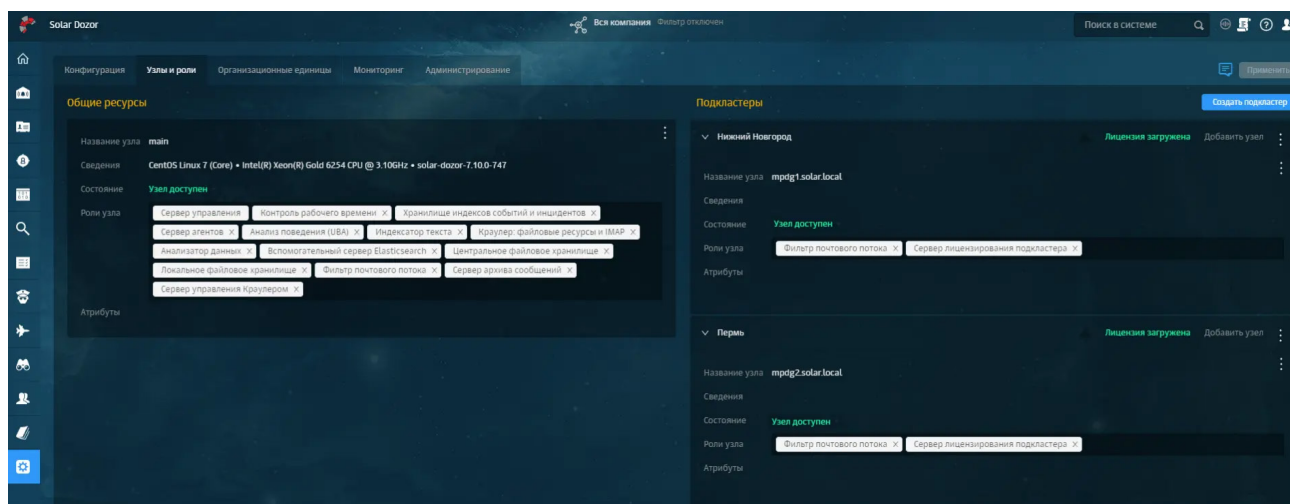 Solar Dozor
Вся компания Фильтр отключен
Поиск в системе
Конфигурация Узлы и роли Организационные единицы Мониторинг Администрирование
Применить
Общие ресурсы
Название узла main
Сведения CentOS Linux 7 (Core) • Intel(R) Xeon(R) Gold 6254 CPU @ 3.10GHz • solar-dozor-7.10.0-747
Состояние Узел доступен
Роли узла Сервер управления Контроль рабочего времени X Хранилище индексов событий и инцидентов X
Сервер агентов X Анализ поведения (UBA) X Индексатор текста X Краулер: файловые ресурсы и IMAP X
Анализатор данных X Вспомогательный сервер Elasticsearch X Центральное файловое хранилище X
Локальное файловое хранилище X Фильтр почтового потока X Сервер архива сообщений X
Сервер управления Краулером X
Атрибуты
Подкластеры Создать подкластер
Нижний Новгород Лицензия загружена Добавить узел
Название узла mpdg1.solar.local
Сведения
Состояние Узел доступен
Роли узла Фильтр почтового потока X Сервер лицензирования подкластера X
Атрибуты
Пермь Лицензия загружена Добавить узел
Название узла mpdg2.solar.local
Сведения
Состояние Узел доступен
Роли узла Фильтр почтового потока X Сервер лицензирования подкластера X
Атрибуты